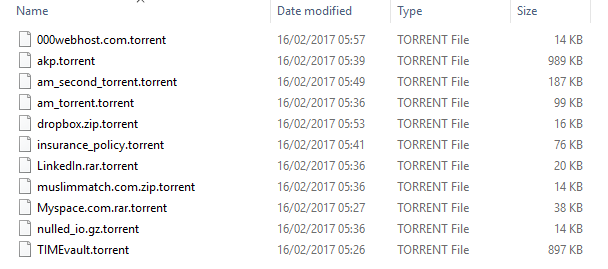 Name Date modified Type Size
000webhost.com.torrent 16/02/2017 05:57 TORRENT File 14 KB
akp.torrent 16/02/2017 05:39 TORRENT File 989 KB
am_second_torrent.torrent 16/02/2017 05:49 TORRENT File 187 KB
am_torrent.torrent 16/02/2017 05:36 TORRENT File 99 KB
dropbox.zip.torrent 16/02/2017 05:53 TORRENT File 16 KB
insurance_policy.torrent 16/02/2017 05:41 TORRENT File 76 KB
LinkedIn.rar.torrent 16/02/2017 05:36 TORRENT File 20 KB
muslimmatch.com.zip.torrent 16/02/2017 05:36 TORRENT File 14 KB
Myspace.com.rar.torrent 16/02/2017 05:27 TORRENT File 38 KB
nulled_io.gz.torrent 16/02/2017 05:36 TORRENT File 14 KB
TIMEvault.torrent 16/02/2017 05:26 TORRENT File 897 KB